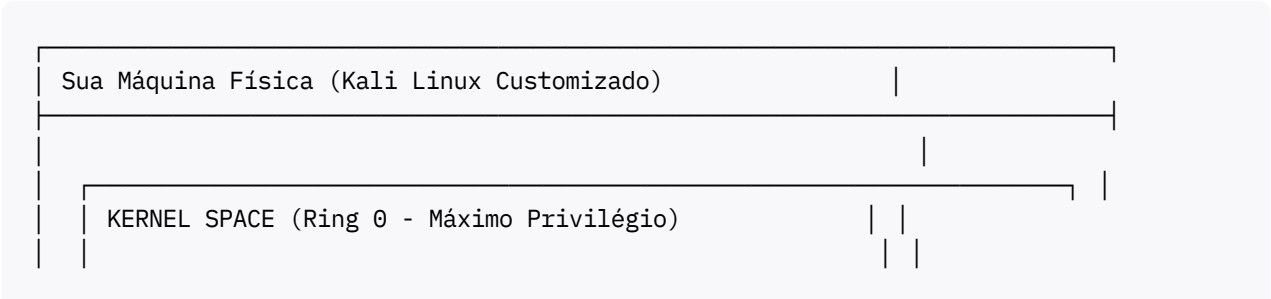 Sua Máquina Física (Kali Linux Customizado)
KERNEL SPACE (Ring 0 - Máximo Privilégio)